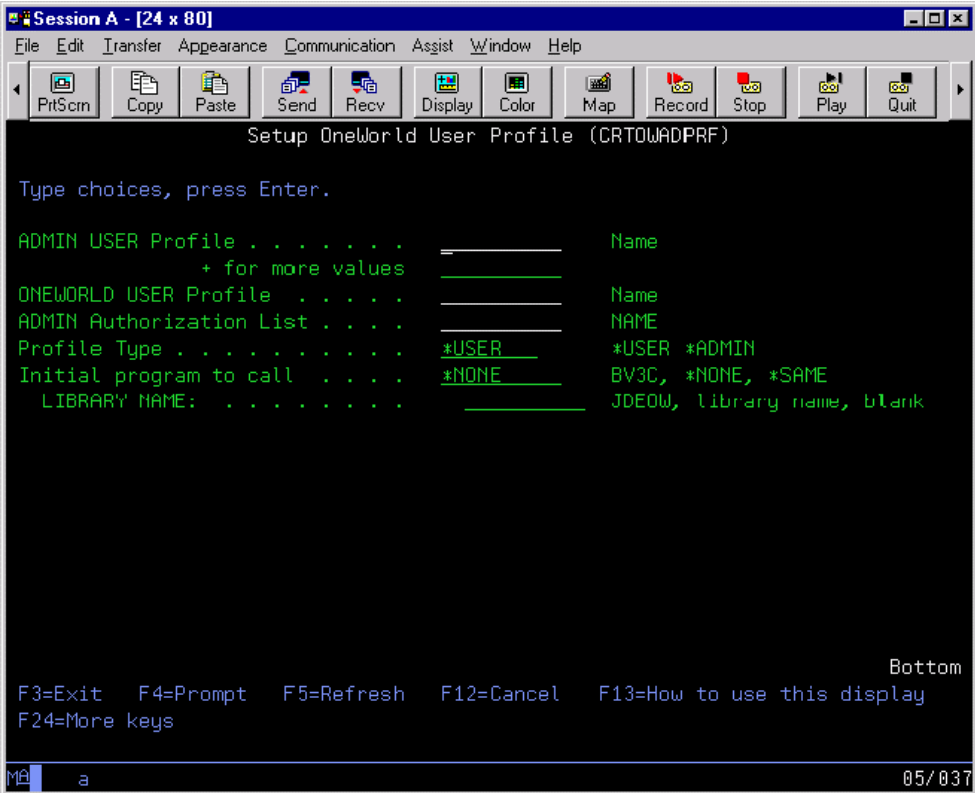 Session A - [24 x 80]
File Edit Transfer Appearance Communication Assist Window Help
PrtScrn Copy Paste Send Recv Display Color Map Record Stop Play Quit
Setup OneWorld User Profile (CRTOWADPRF)
Type choices, press Enter.
ADMIN USER Profile . . . . . . . Name
+ for more values
ONEWORLD USER Profile . . . . . Name
ADMIN Authorization List . . . . NAME
Profile Type . . . . . . . . . . *USER *USER *ADMIN
Initial program to call . . . . *NONE BV3C, *NONE, *SAME
LIBRARY NAME: . . . . . . . . JDEOW, library name, blank
Bottom
F3=Exit F4=Prompt F5=Refresh F12=Cancel F13=How to use this display
F24=More keys
MA a 05/037